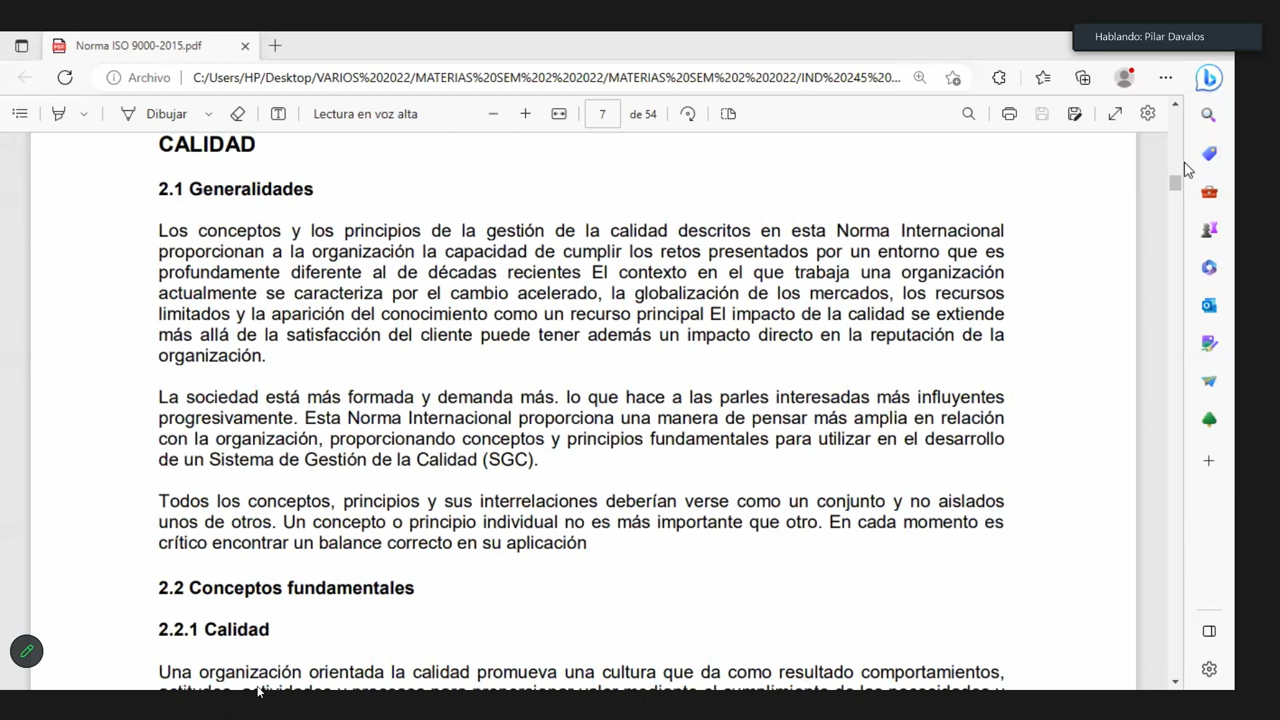 Hablando: Pilar Davalos
Norma ISO 9000-2015.pdf
Archivo C:/Users/HP/Desktop/VARIOS%202022/MATERIAS%20SEM%202%202022/MATERIAS%20SEM%202%202022/IND%20245%20...
Dibujar Lectura en voz alta 7 de 54
CALIDAD
2.1 Generalidades
Los conceptos y los principios de la gestión de la calidad descritos en esta Norma Internacional
proporcionan a la organización la capacidad de cumplir los retos presentados por un entorno que es
profundamente diferente al de décadas recientes El contexto en el que trabaja una organización
actualmente se caracteriza por el cambio acelerado, la globalización de los mercados, los recursos
limitados y la aparición del conocimiento como un recurso principal El impacto de la calidad se extiende
más allá de la satisfacción del cliente puede tener además un impacto directo en la reputación de la
organización.
La sociedad está más formada y demanda más. lo que hace a las parles interesadas más influyentes
progresivamente. Esta Norma Internacional proporciona una manera de pensar más amplia en relación
con la organización, proporcionando conceptos y principios fundamentales para utilizar en el desarrollo
de un Sistema de Gestión de la Calidad (SGC).
Todos los conceptos, principios y sus interrelaciones deberían verse como un conjunto y no aislados
unos de otros. Un concepto o principio individual no es más importante que otro. En cada momento es
crítico encontrar un balance correcto en su aplicación
2.2 Conceptos fundamentales
2.2.1 Calidad
Una organización orientada la calidad promueva una cultura que da como resultado comportamientos,
actitudes, actividades y procesos para proporcionar valor mediante el cumplimiento de las necesidades y